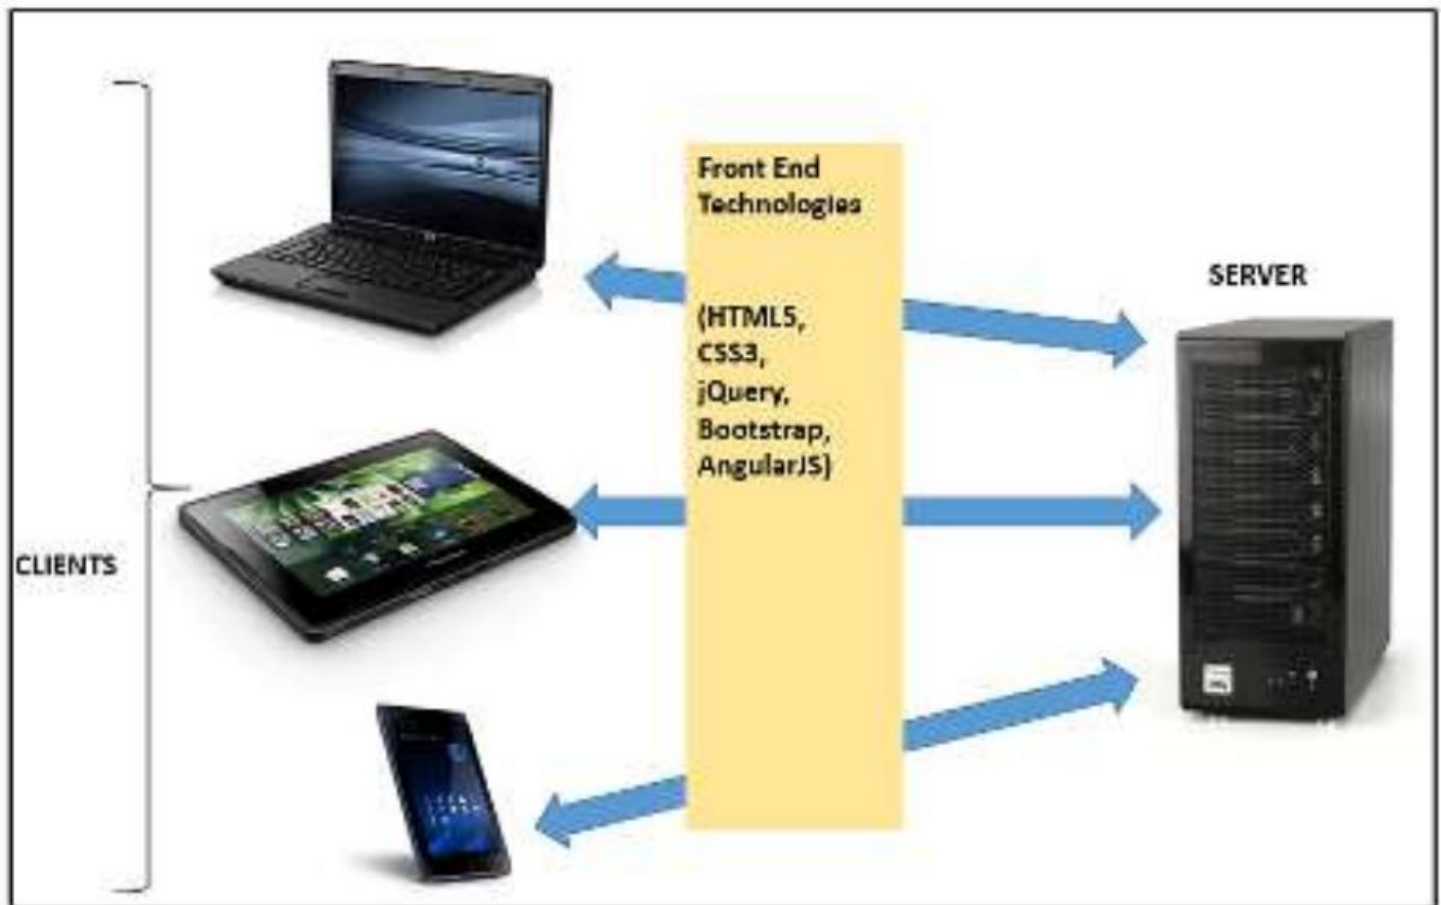 Front End
Technologies
(HTML5,
CSS3,
jQuery,
Bootstrap,
AngularJS)
SERVER
CLIENTS